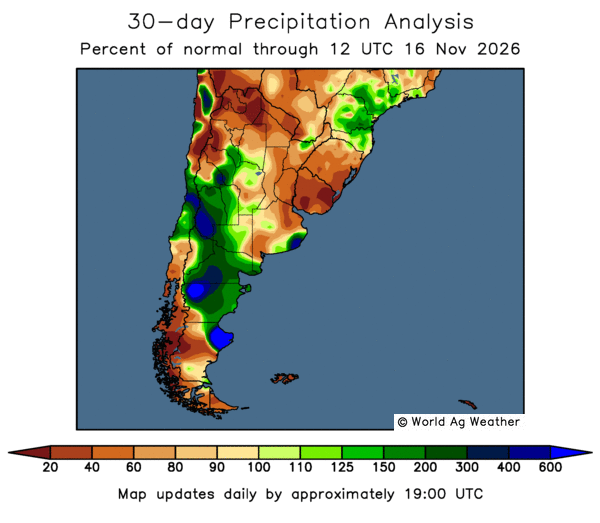 30-day Precipitation Analysis
Percent of normal through 12 UTC 16 Nov 2026
© World Ag Weather
20 40 60 80 90 100 110 125 150 200 300 400 600
Map updates daily by approximately 19:00 UTC